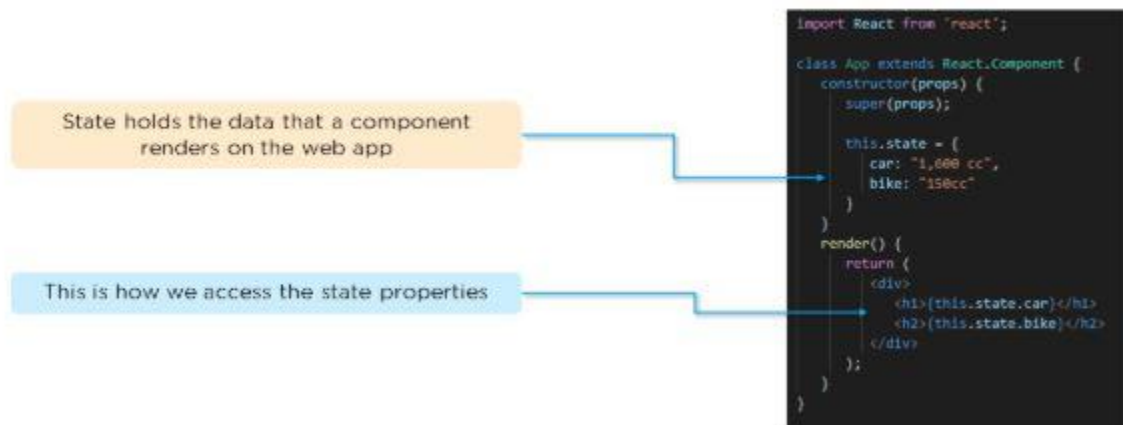 State holds the data that a component
renders on the web app
This is how we access the state properties
import React from "react";
class App extends React.Component {
constructor(props) {
super(props);
this.state = {
car: "1,600 cc",
bike: "150cc"
}
}
render() {
return (
<div>
<h1>{this.state.car}</h1>
<h2>{this.state.bike}</h2>
</div>
);
}
}